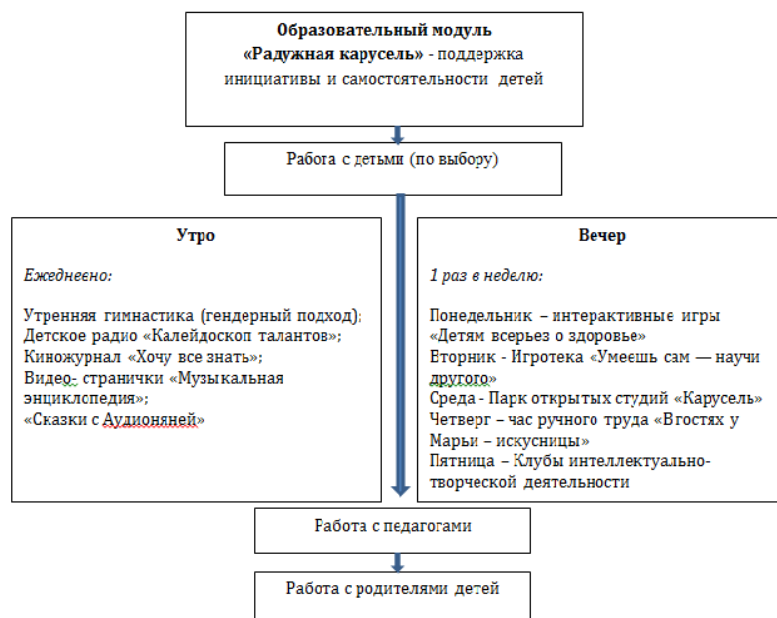 Образовательный модуль
«Радужная карусель» - поддержка
инициативы и самостоятельности детей
Работа с детьми (по выбору)
Утро
Ежедневно:
Утренняя гимнастика (гендерный подход);
Детское радио «Калейдоскоп талантов»;
Киножурнал «Хочу все знать»;
Видео- странички «Музыкальная
энциклопедия»;
«Сказки с Аудионяней»
Вечер
1 раз в неделю:
Понедельник – интерактивные игры
«Детям всерьез о здоровье»
Вторник - Игротека «Умеешь сам — научи
другого»
Среда - Парк открытых студий «Карусель»
Четверг – час ручного труда «В гостях у
Марьи – искусницы»
Пятница – Клубы интеллектуально-
творческой деятельности
Работа с педагогами
Работа с родителями детей